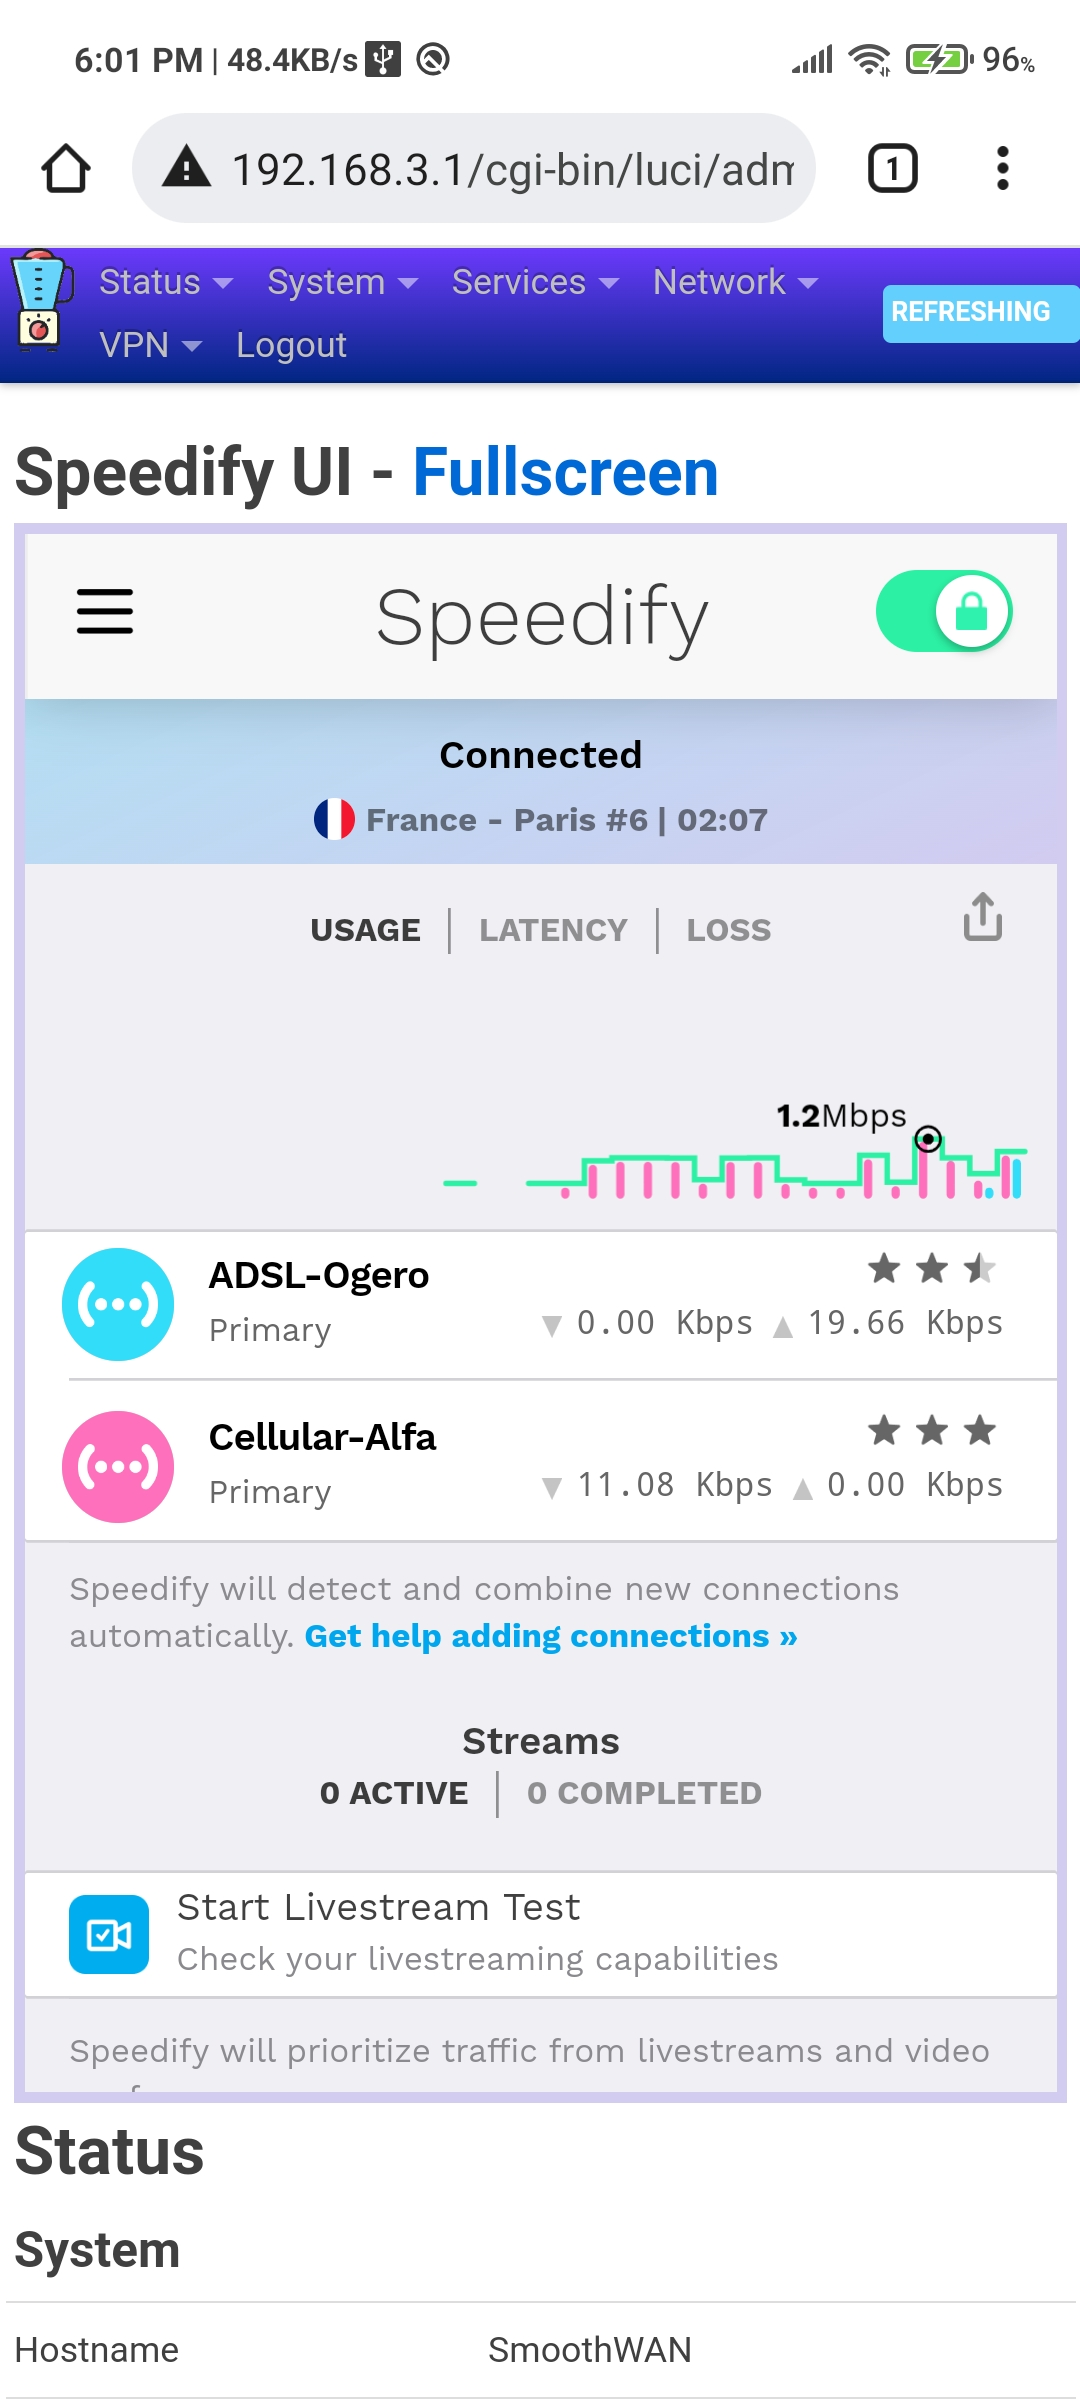 6:01 PM | 48.4KB/s
96%
192.168.3.1/cgi-bin/luci/adm
1
Status System Services Network
VPN Logout
REFRESHING
Speedify UI - Fullscreen
Speedify
Connected
France - Paris #6 | 02:07
USAGE | LATENCY | LOSS
1.2Mbps
ADSL-Ogero
Primary
▼ 0.00 Kbps ▲ 19.66 Kbps
Cellular-Alfa
Primary
▼ 11.08 Kbps ▲ 0.00 Kbps
Speedify will detect and combine new connections
automatically. Get help adding connections »
Streams
0 ACTIVE | 0 COMPLETED
Start Livestream Test
Check your livestreaming capabilities
Speedify will prioritize traffic from livestreams and video
Status
System
Hostname SmoothWAN